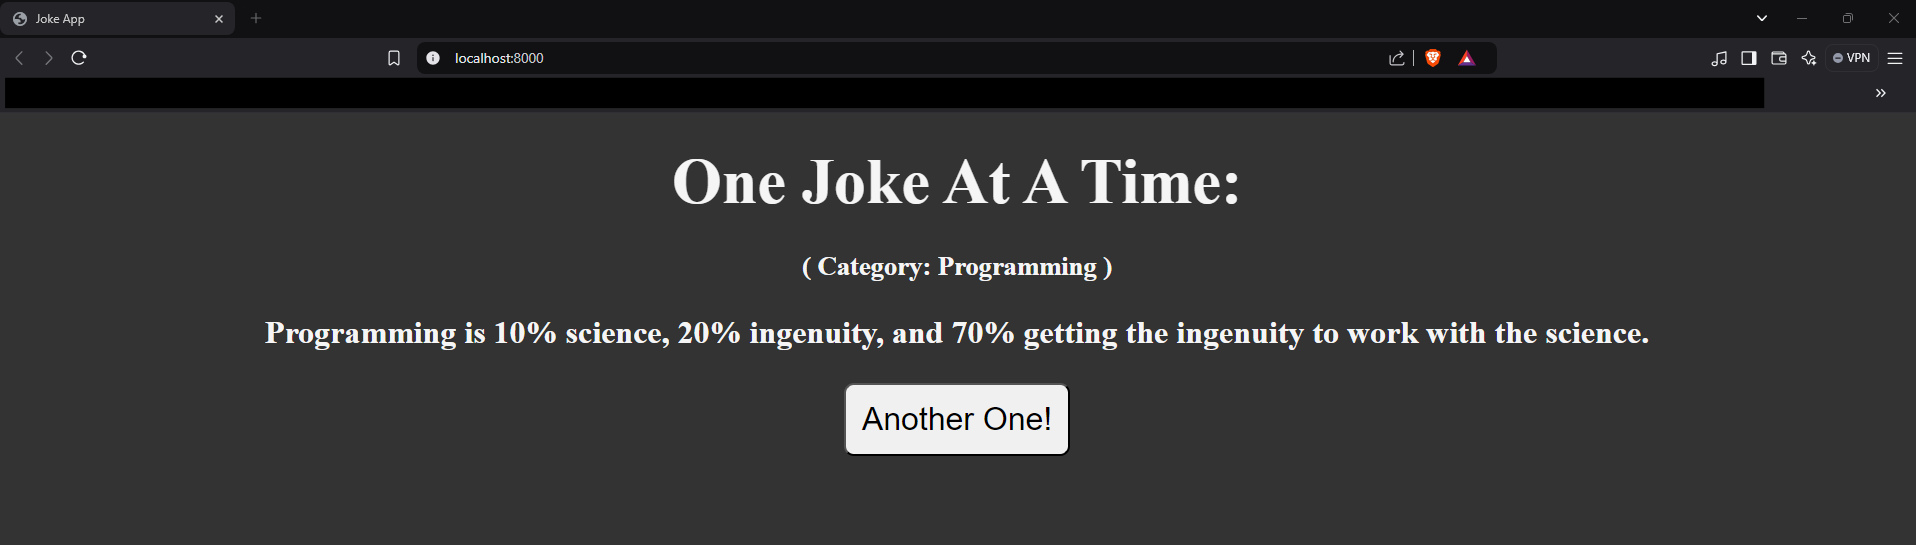 Joke App
localhost:8000
VPN
One Joke At A Time:
( Category: Programming )
Programming is 10% science, 20% ingenuity, and 70% getting the ingenuity to work with the science.
Another One!